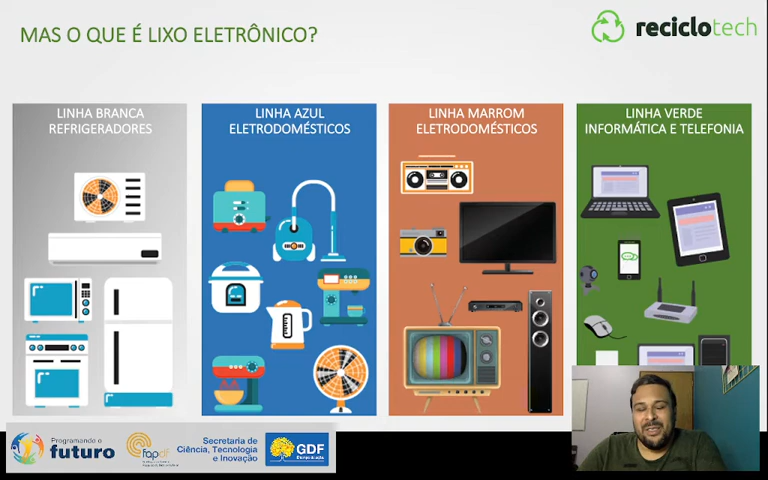 MAS O QUE É LIXO ELETRÔNICO?
reciclotech
LINHA BRANCA
REFRIGERADORES
LINHA AZUL
ELETRODOMÉSTICOS
LINHA MARROM
ELETRODOMÉSTICOS
LINHA VERDE
INFORMÁTICA E TELEFONIA
Programando o
futuro
fapdf
Secretaria de
Ciência, Tecnologia
e Inovação
GDF